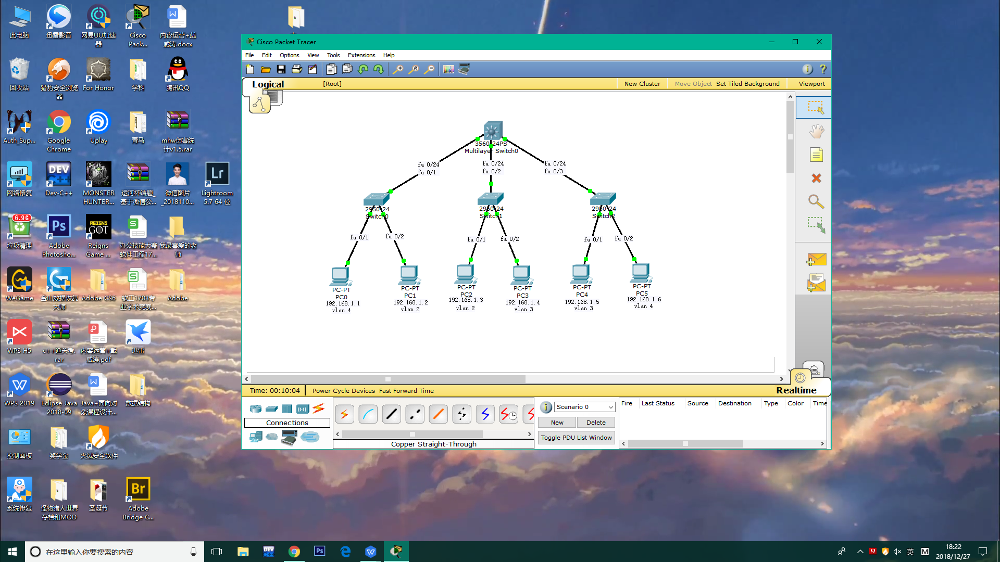 此电脑
迅雷影音
网易UU加速
器
Cisco
Pack...
内容运营+戴
威涛.docx
回收站
猎豹安全浏览
器
For Honor
学科
腾讯QQ
Auth_Sup...
Google
Chrome
Uplay
青马
mhw伤害统
计v1.5.rar
网络修复
DEV
C++
Dev-C++
MONSTER
HUNTER...
运河杯结题_
基于微信公...
微信图片
_2018110...
Lr
Lightroom
5.7 64 位
6.9G
垃圾清理
Ps
Adobe
Photosho...
REIGNS
GOT
Reigns
Game ...
办公技能大赛
软件工程17...
我最喜爱的老
师
WeGame
金山数据恢复
大师
Adobe CS6
软工1703专
业学术竞赛...
Adobe
WPS H5
c++通关考.
rar
内容运营+戴
威涛.pdf
迅雷
WPS 2019
Eclipse Java
2018-09
Java+面向对
象课程设计...
数据结构
控制面板
奖学金
火绒安全软件
系统修复
怪物猎人世界
存档和MOD
圣诞节
Br
Adobe
Bridge C...
Cisco Packet Tracer
File Edit Options View Tools Extensions Help
Logical [Root] New Cluster Move Object Set Tiled Background Viewport
3560-24PS
Multilayer Switch0
fa 0/24
fa 0/1
fa 0/24
fa 0/2
fa 0/24
fa 0/3
2950-24
Switch0
2950-24
Switch1
2950-24
Switch2
fa 0/1 fa 0/2 fa 0/1 fa 0/2 fa 0/1 fa 0/2
PC-PT
PC0
192.168.1.1
vlan 4
PC-PT
PC1
192.168.1.2
vlan 2
PC-PT
PC2
192.168.1.3
vlan 2
PC-PT
PC3
192.168.1.4
vlan 3
PC-PT
PC4
192.168.1.5
vlan 3
PC-PT
PC5
192.168.1.6
vlan 4
Time: 00:10:04 Power Cycle Devices Fast Forward Time Realtime
Connections
Copper Straight-Through
Scenario 0
New Delete
Toggle PDU List Window
Fire Last Status Source Destination Type Color Time
在这里输入你要搜索的内容
DEV
Ps
英
M
18:22
2018/12/27